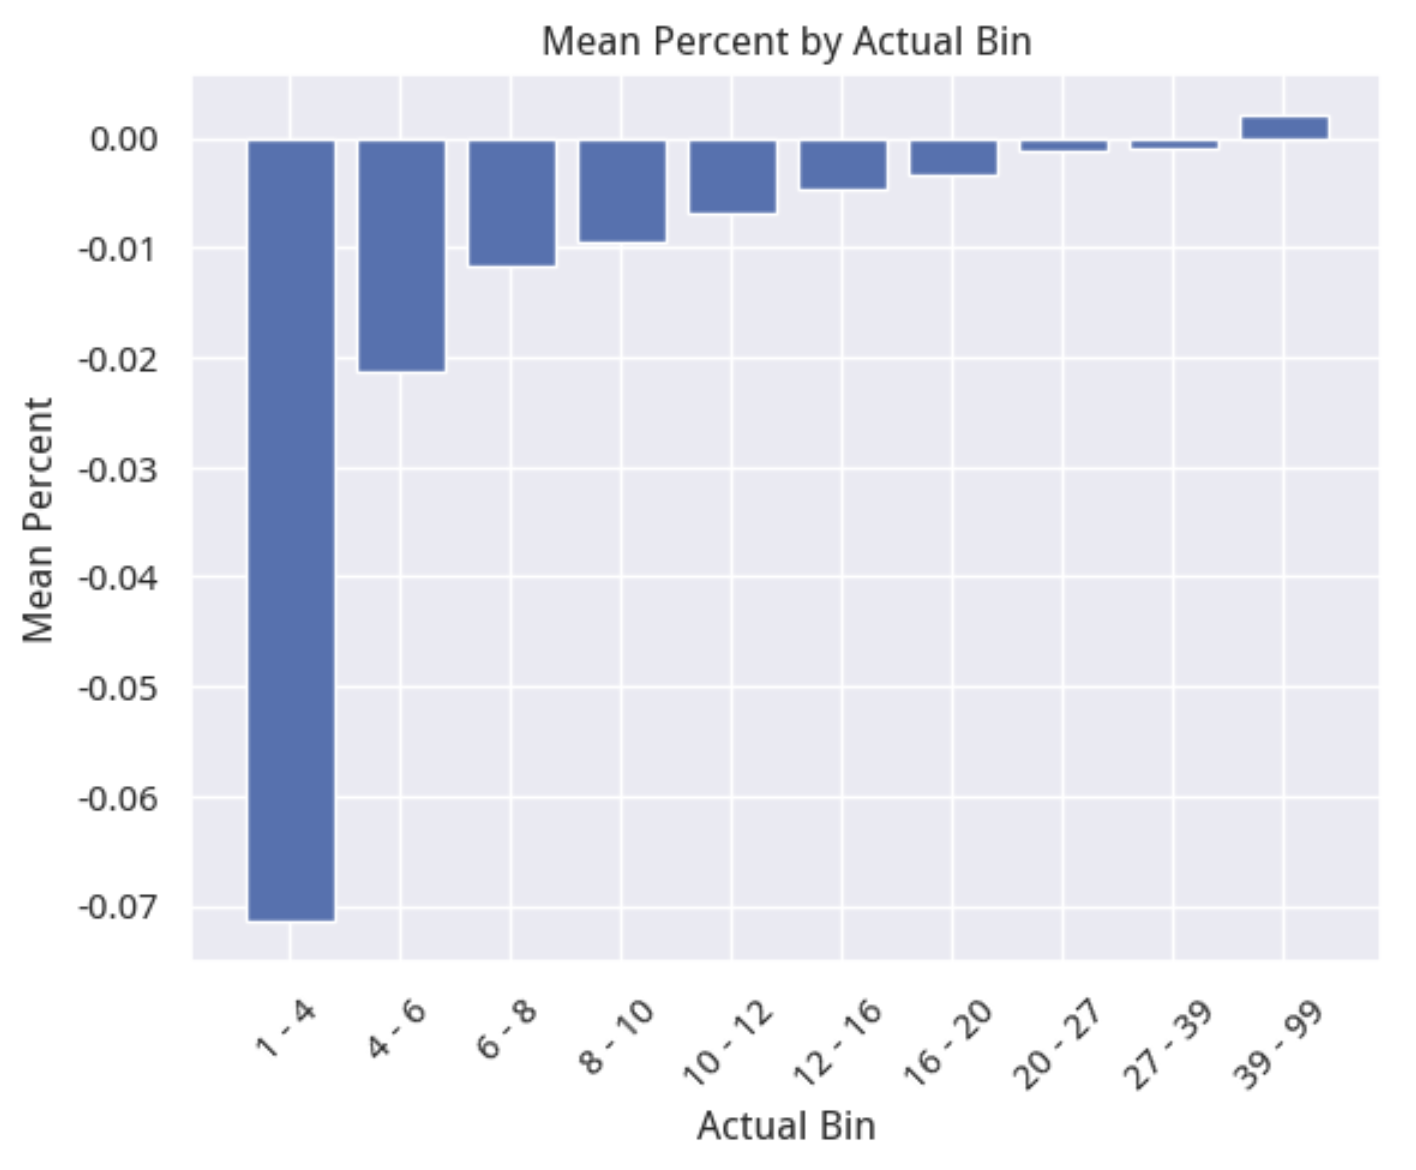 Mean Percent by Actual Bin
Mean Percent
0.00
-0.01
-0.02
-0.03
-0.04
-0.05
-0.06
-0.07
1 - 4
4 - 6
6 - 8
8 - 10
10 - 12
12 - 16
16 - 20
20 - 27
27 - 39
39 - 99
Actual Bin